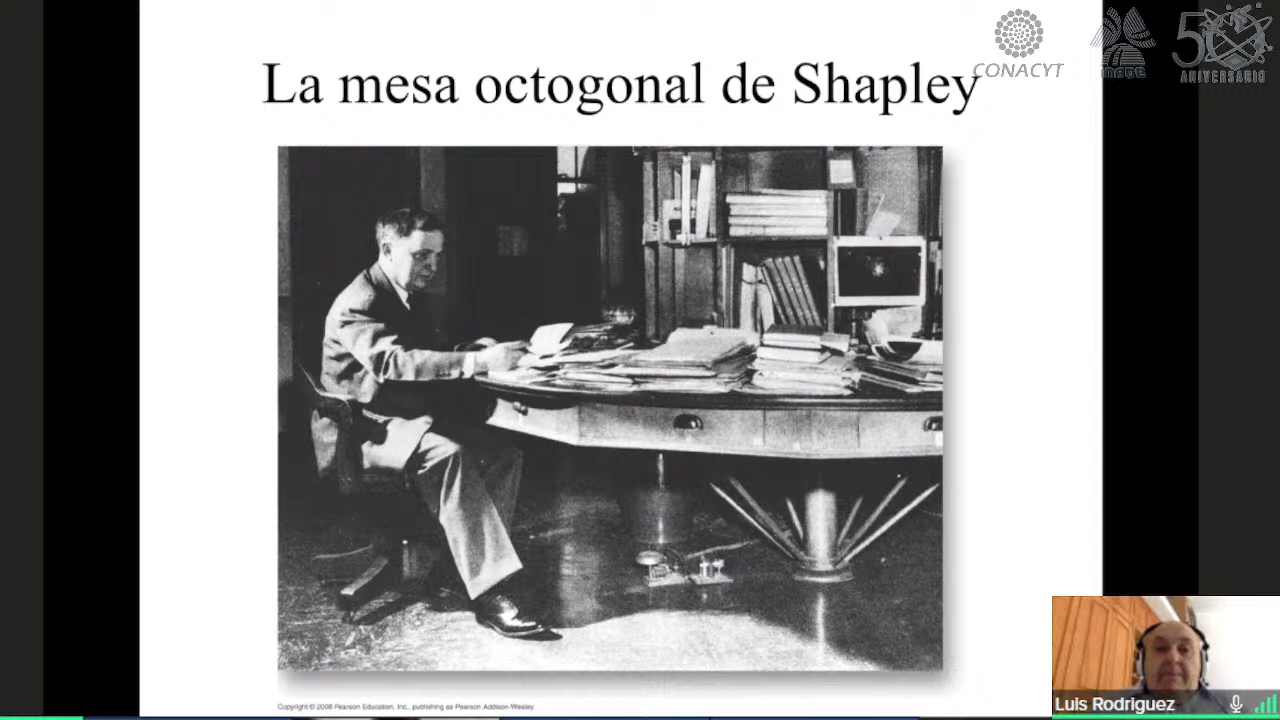 La mesa octogonal de Shapley
CONACYT
inaoe
50
ANIVERSARIO
Copyright © 2008 Pearson Education, Inc., publishing as Pearson Addison-Wesley.
Luis Rodriguez